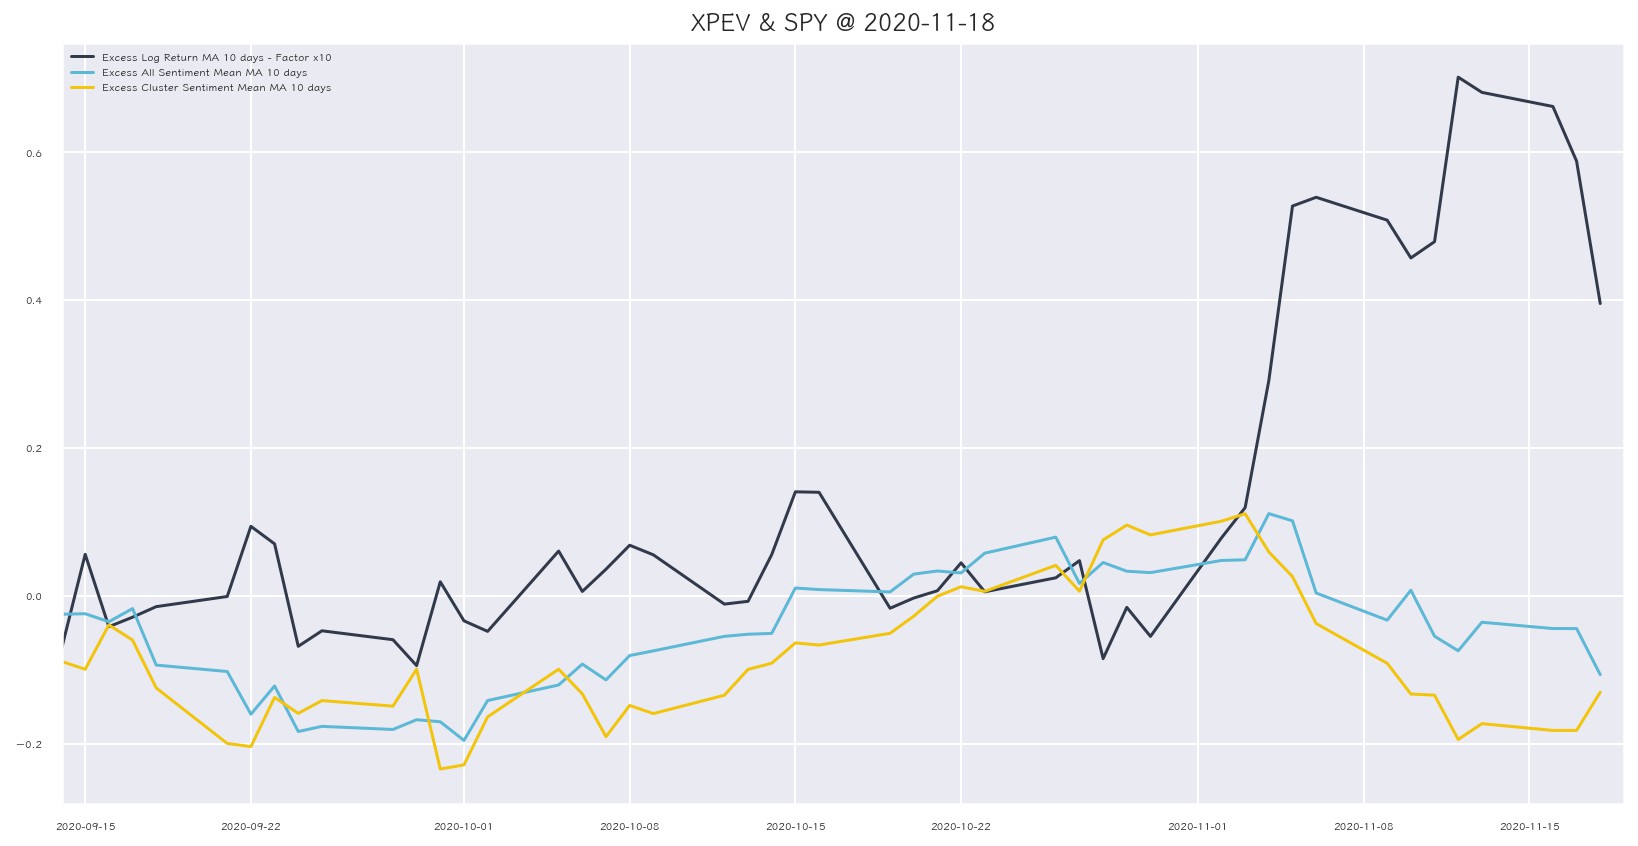 XPEV & SPY @ 2020-11-18
Excess Log Return MA 10 days - Factor x10
Excess All Sentiment Mean MA 10 days
Excess Cluster Sentiment Mean MA 10 days
0.6
0.4
0.2
0.0
−0.2
2020-09-15 2020-09-22 2020-10-01 2020-10-08 2020-10-15 2020-10-22 2020-11-01 2020-11-08 2020-11-15